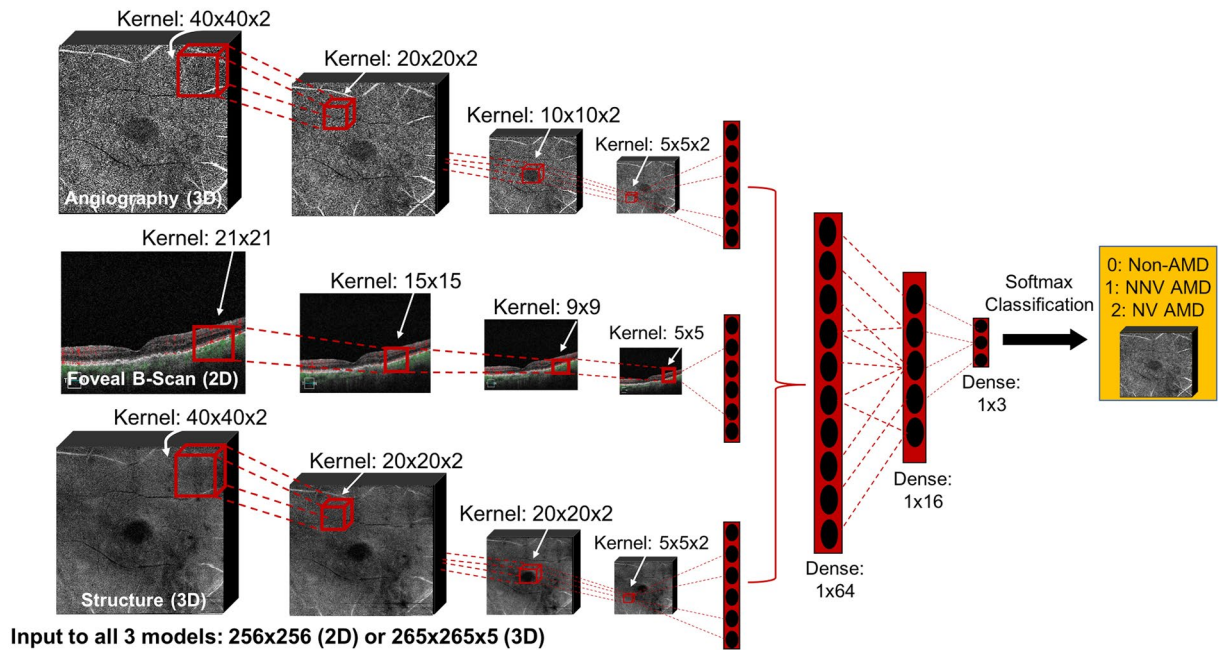 Kernel: 40x40x2
Kernel: 20x20x2
Kernel: 10x10x2
Kernel: 5x5x2
Angiography (3D)
Kernel: 21x21
Kernel: 15x15
Kernel: 9x9
Kernel: 5x5
Foveal B-Scan (2D)
Kernel: 40x40x2
Kernel: 20x20x2
Kernel: 20x20x2
Kernel: 5x5x2
Structure (3D)
Input to all 3 models: 256x256 (2D) or 265x265x5 (3D)
Dense:
1x64
Dense:
1x16
Dense:
1x3
Softmax
Classification
0: Non-AMD
1: NNV AMD
2: NV AMD